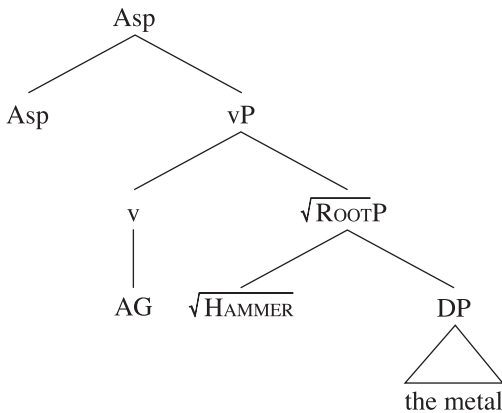 Asp
Asp vP
v √ROOTP
AG √HAMMER DP
the metal